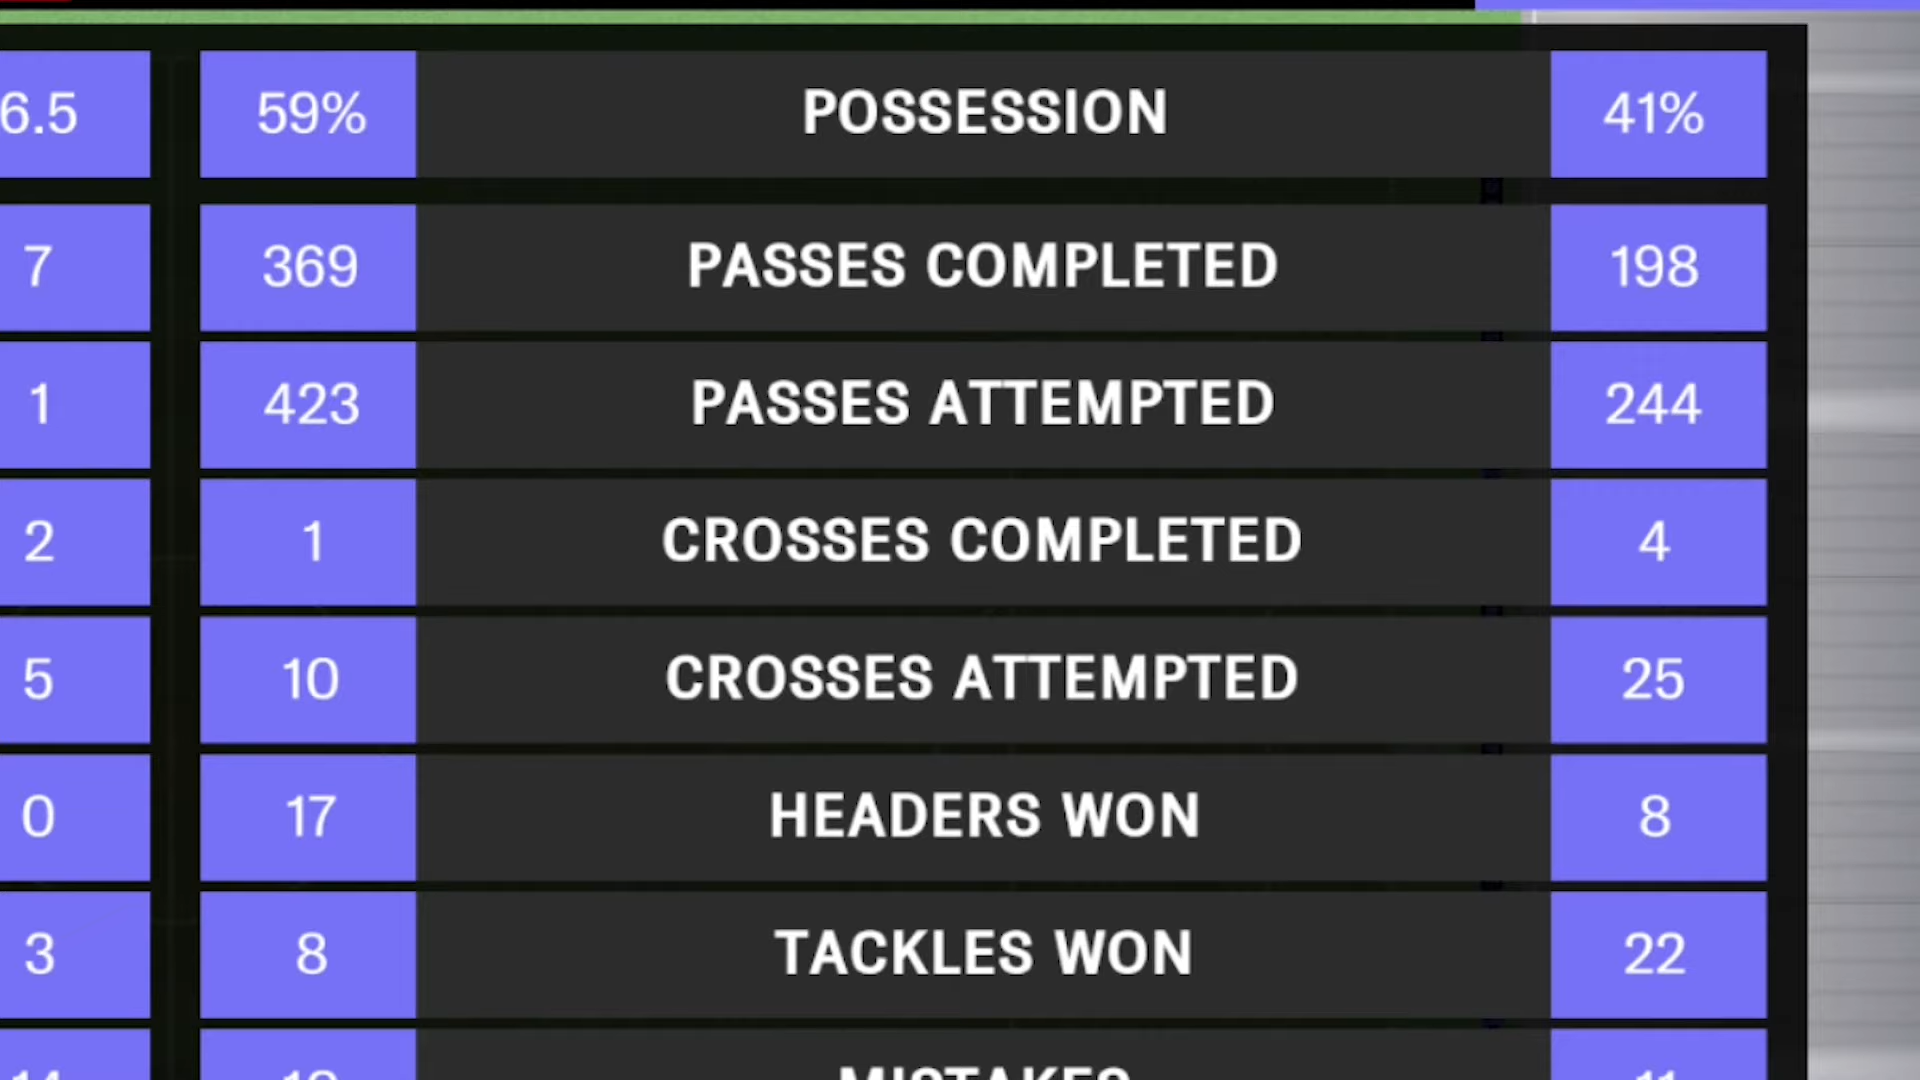 6.5 59% POSSESSION 41%
7 369 PASSES COMPLETED 198
1 423 PASSES ATTEMPTED 244
2 1 CROSSES COMPLETED 4
5 10 CROSSES ATTEMPTED 25
0 17 HEADERS WON 8
3 8 TACKLES WON 22
MISTAKES